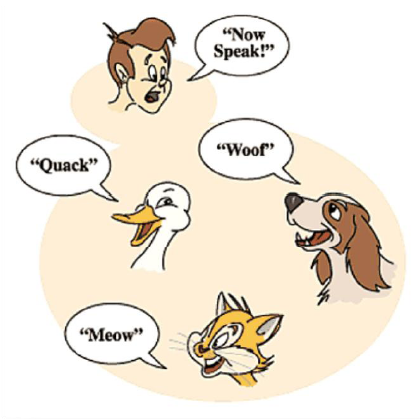 “Now
Speak!”
“Quack”
“Woof”
“Meow”